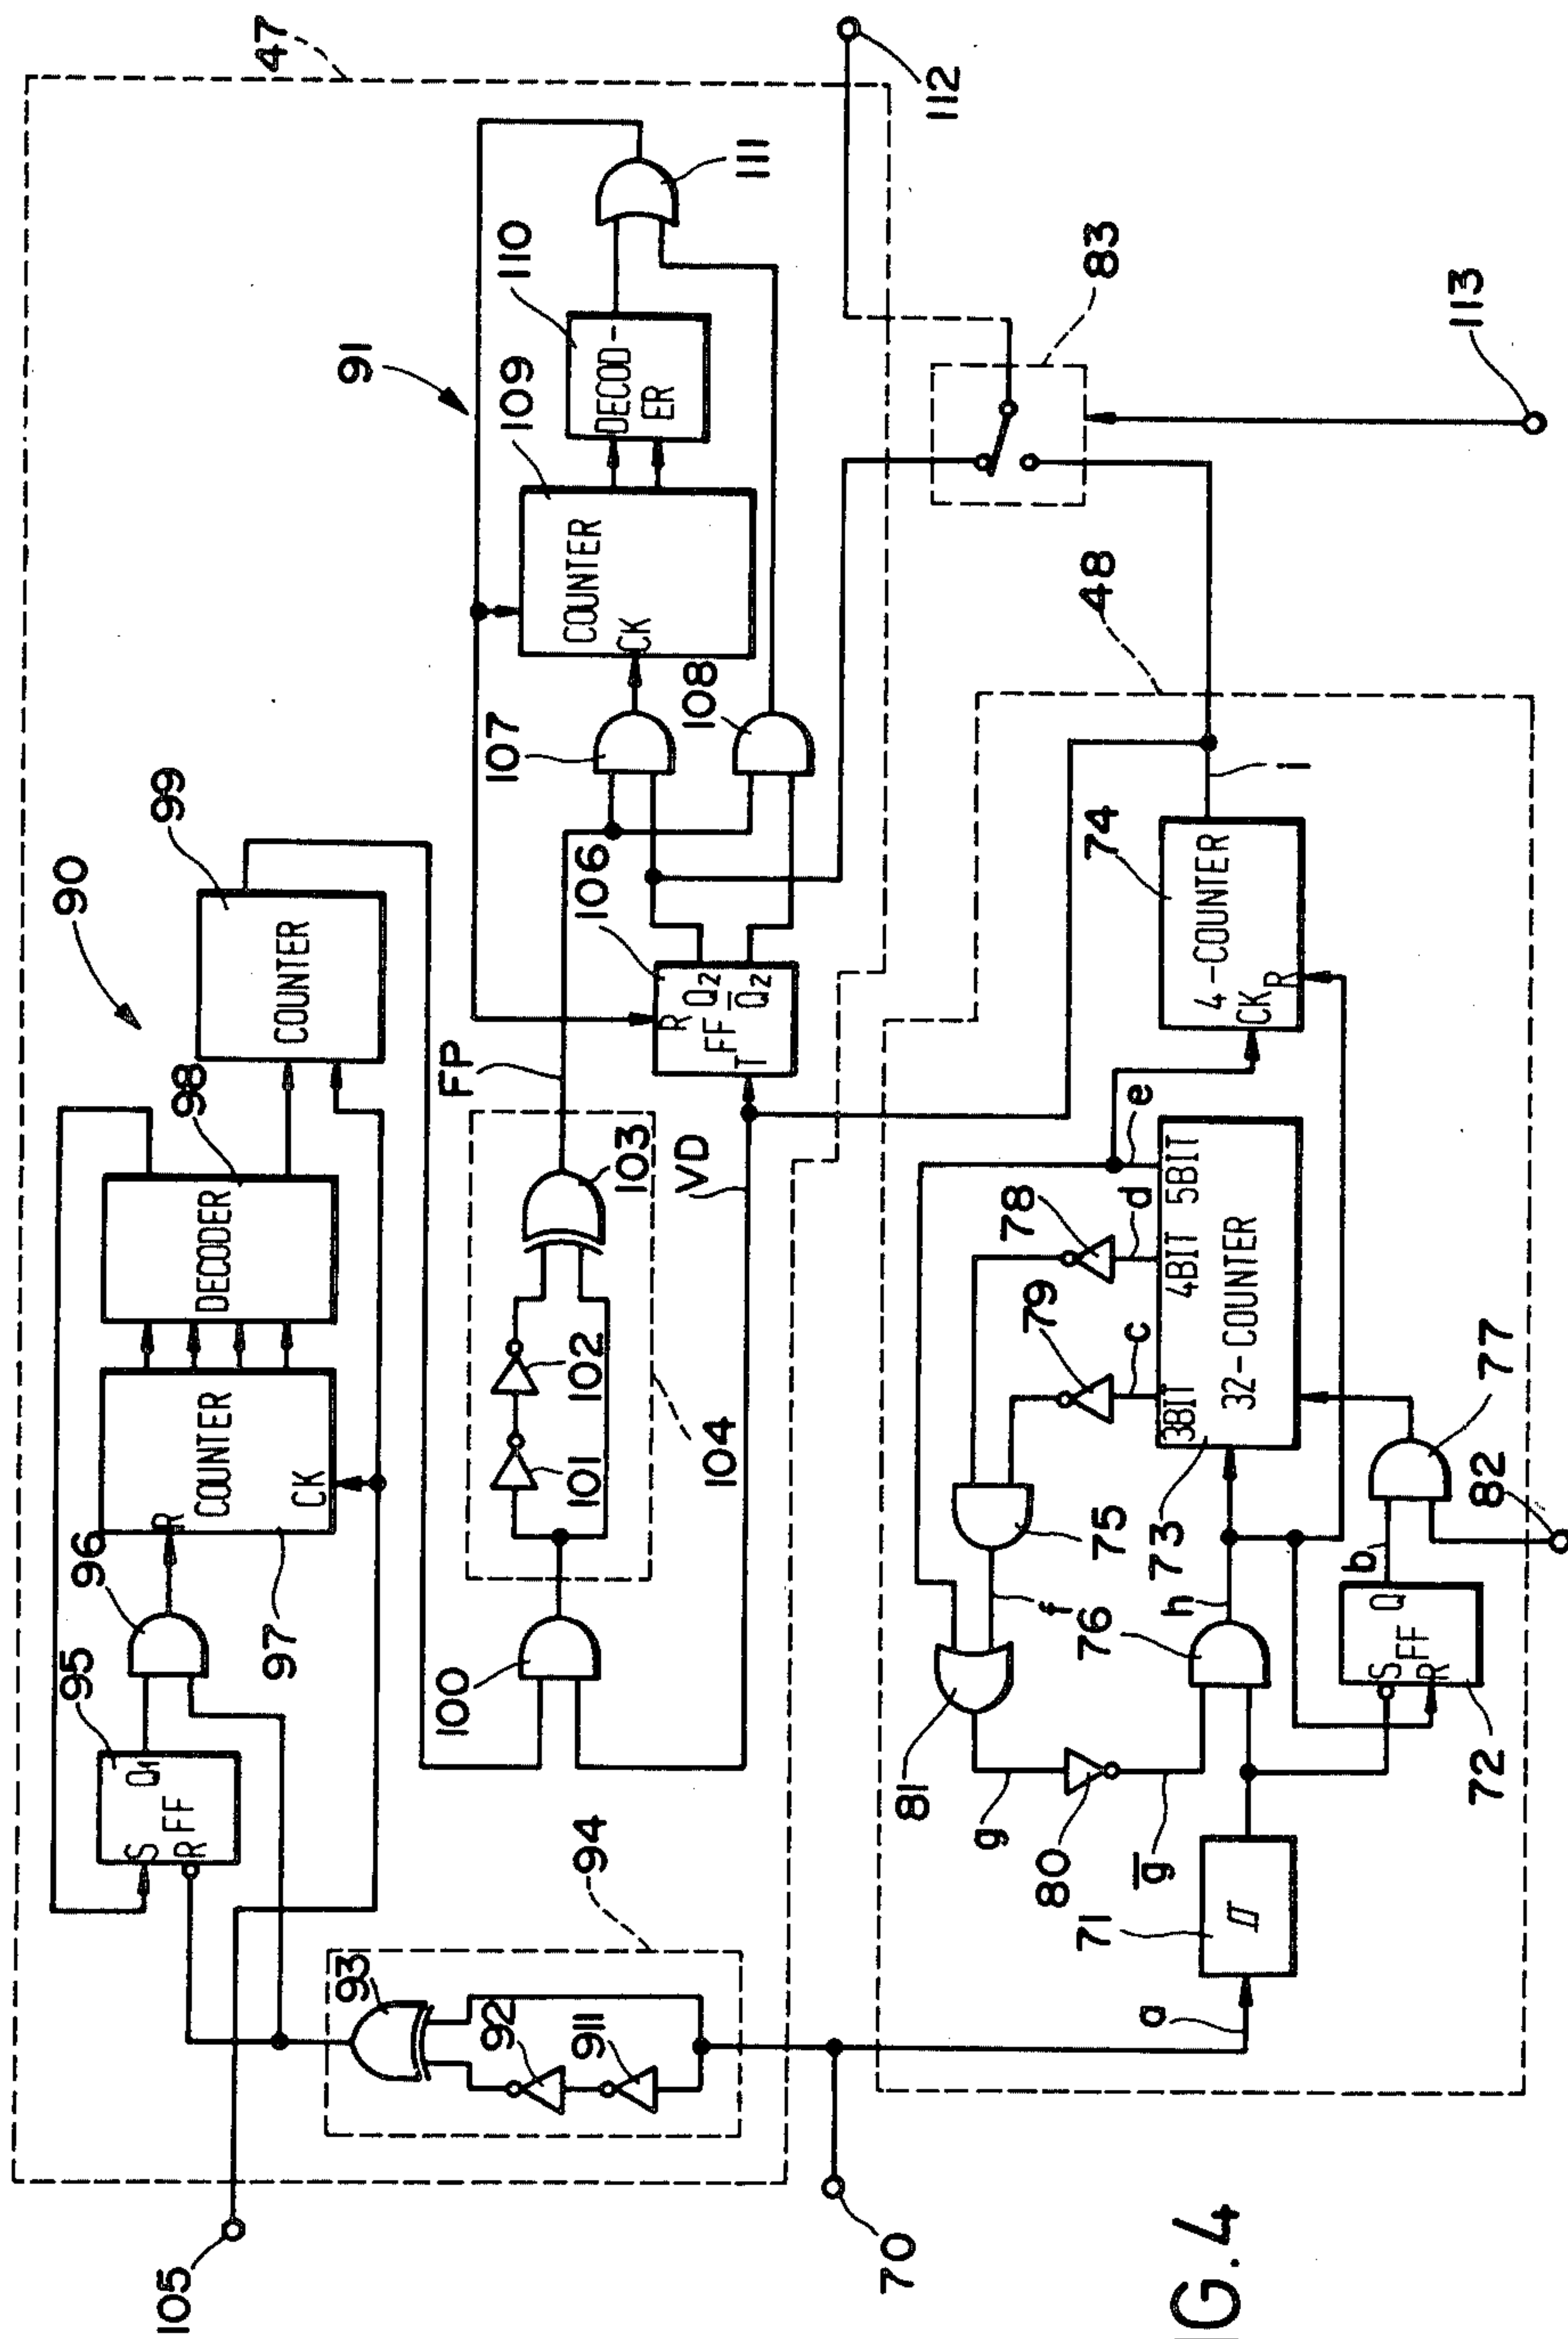 47
112
91
110
111
DECOD-
ER
109
COUNTER
CK
83
113
107
108
48
90
99
COUNTER
106
R
Q2
FF
Q̄2
T
74
4-COUNTER
CK
R
i
98
DECODER
FP
103
VD
e
d
78
4BIT
5BIT
3BIT
32-COUNTER
c
79
96
R
COUNTER
CK
97
102
101
104
75
73
77
82
95
S
Q1
FF
R
100
f
76
h
b
Q
S
FF
R
72
81
g
80
g̅
71
94
93
92
911
a
105
70
G.4